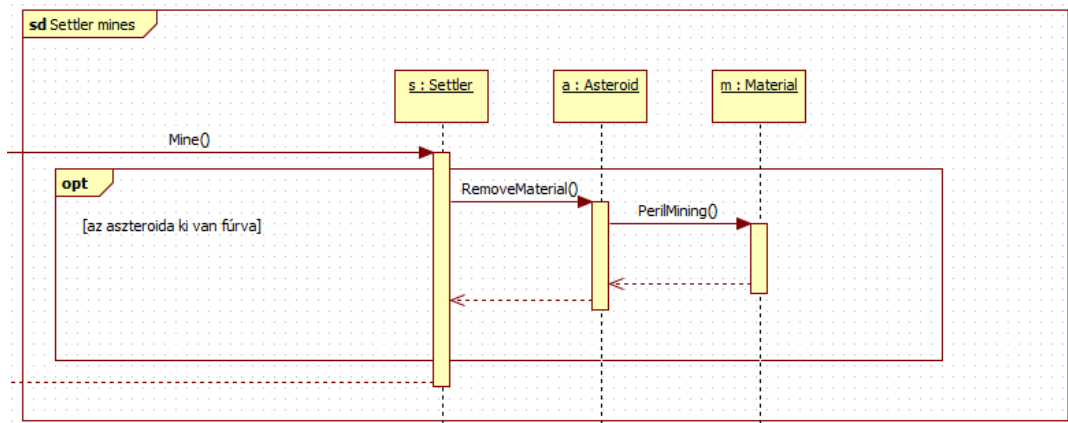 sd Settler mines
s : Settler
a : Asteroid
m : Material
Mine()
opt
RemoveMaterial()
PerilMining()
[az aszteroida ki van fúrva]